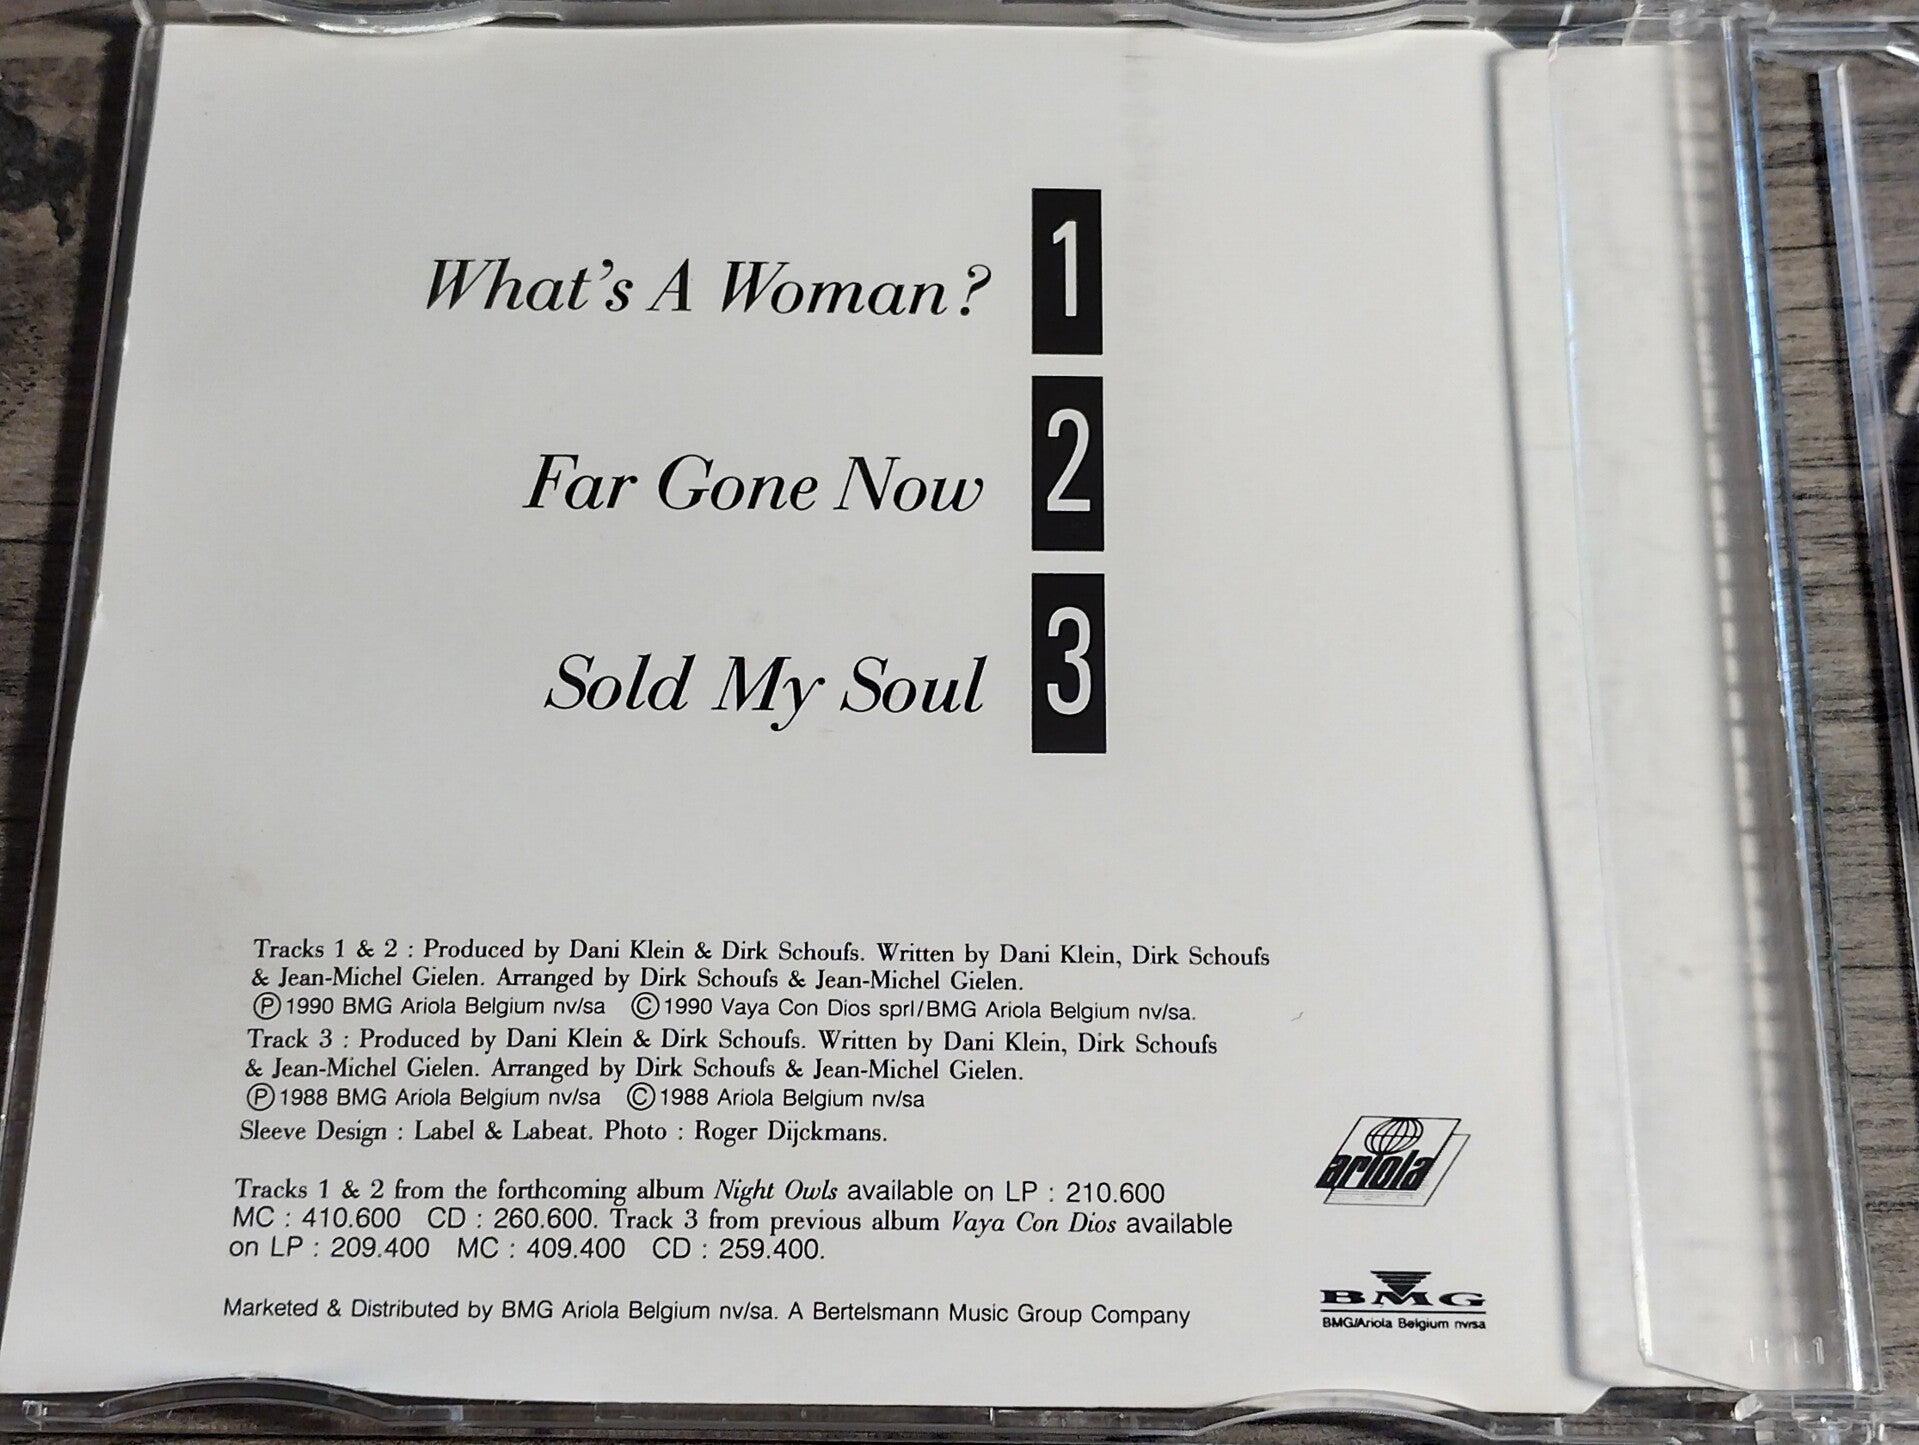 What's A Woman? 1
Far Gone Now 2
Sold My Soul 3
Tracks 1 & 2 : Produced by Dani Klein & Dirk Schoufs. Written by Dani Klein, Dirk Schoufs
& Jean-Michel Gielen. Arranged by Dirk Schoufs & Jean-Michel Gielen.
Ⓟ 1990 BMG Ariola Belgium nv/sa © 1990 Vaya Con Dios sprl/BMG Ariola Belgium nv/sa.
Track 3 : Produced by Dani Klein & Dirk Schoufs. Written by Dani Klein, Dirk Schoufs
& Jean-Michel Gielen. Arranged by Dirk Schoufs & Jean-Michel Gielen.
Ⓟ 1988 BMG Ariola Belgium nv/sa © 1988 Ariola Belgium nv/sa
Sleeve Design : Label & Labeat. Photo : Roger Dijckmans.
Tracks 1 & 2 from the forthcoming album Night Owls available on LP : 210.600
MC : 410.600 CD : 260.600. Track 3 from previous album Vaya Con Dios available
on LP : 209.400 MC : 409.400 CD : 259.400.
Marketed & Distributed by BMG Ariola Belgium nv/sa. A Bertelsmann Music Group Company
ariola
BMG
BMG/Ariola Belgium nv/sa